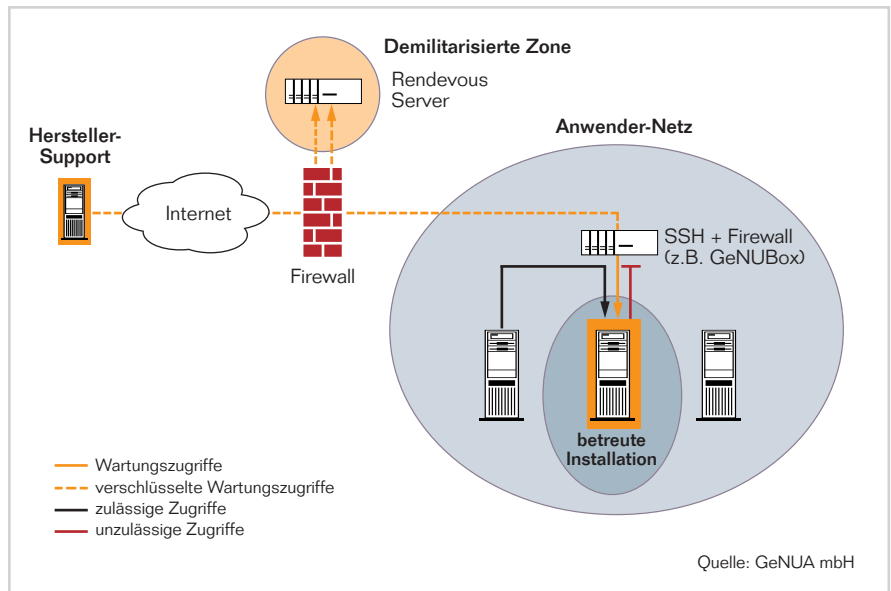 Demilitarisierte Zone
Rendevous
Server
Hersteller-
Support
Internet
Firewall
Anwender-Netz
SSH + Firewall
(z.B. GeNUBox)
betreute
Installation
Wartungszugriffe
verschlüsselte Wartungszugriffe
zulässige Zugriffe
unzulässige Zugriffe
Quelle: GeNUA mbH